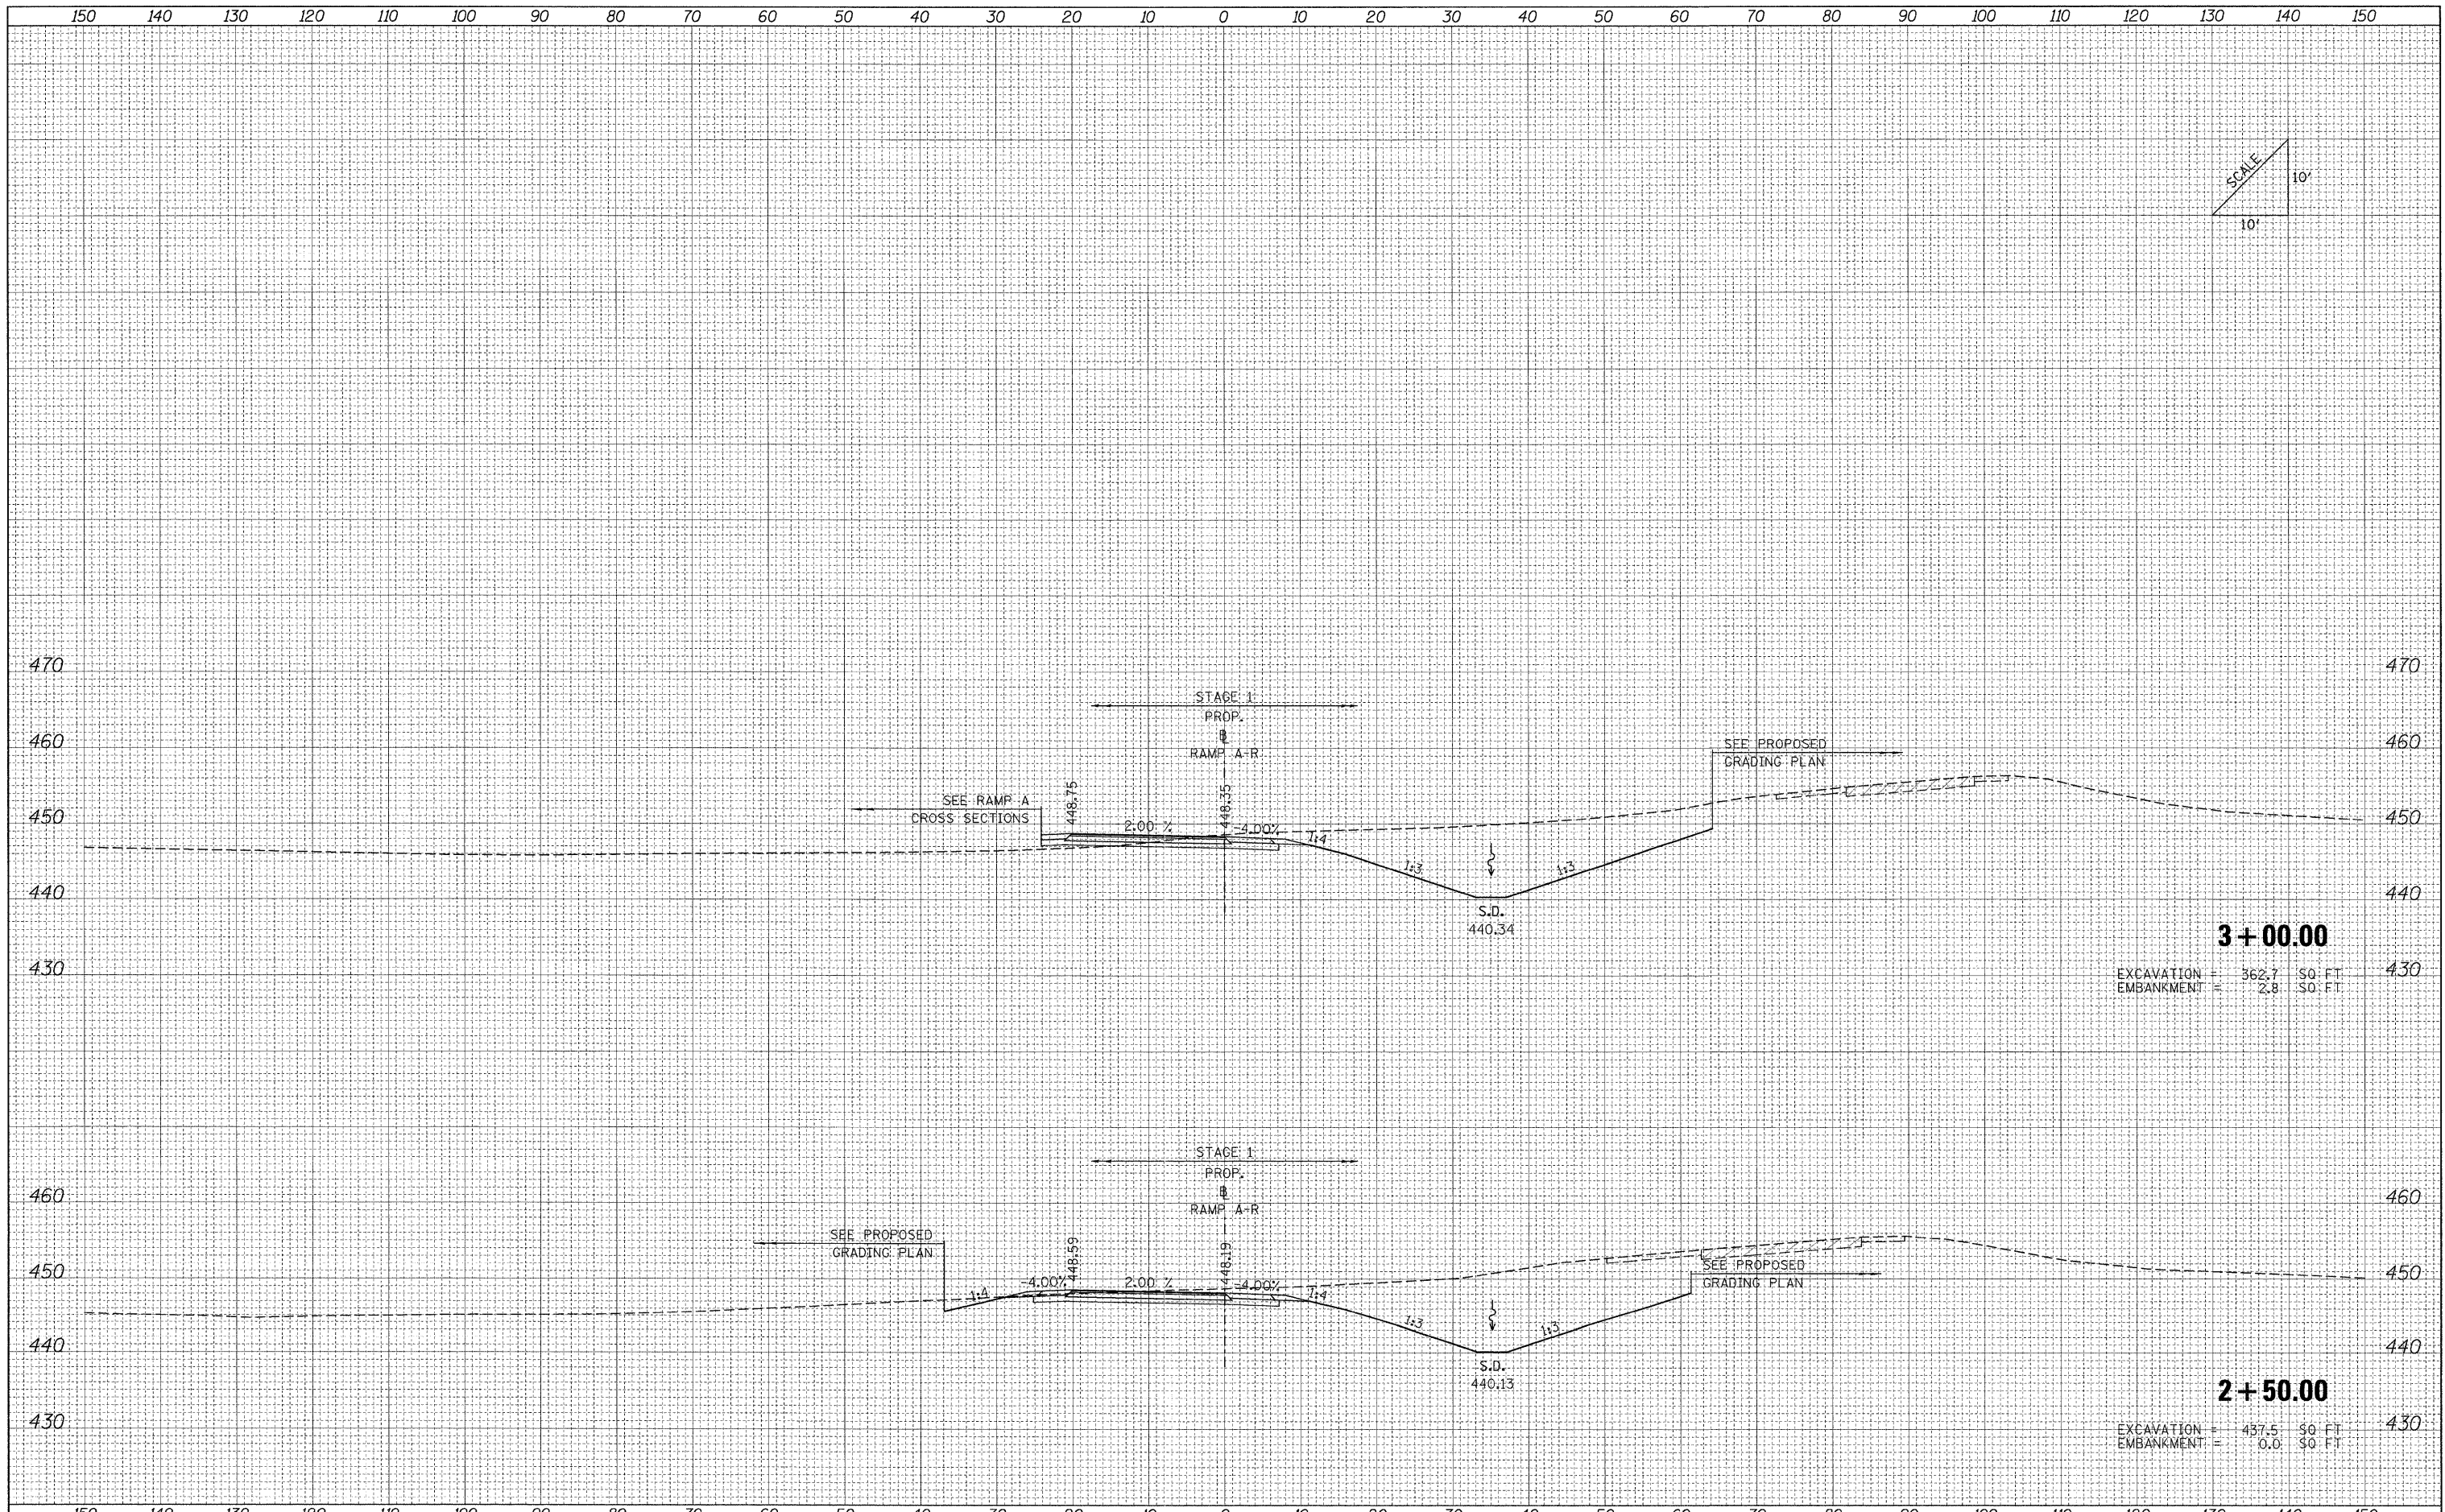 150 140 130 120 110 100 90 80 70 60 50 40 30 20 10 0 10 20 30 40 50 60 70 80 90 100 110 120 130 140 150
SCALE
10'
10'
470 470
STAGE 1
PROP.
RAMP A-R
460 460
SEE PROPOSED
GRADING PLAN
448.75
448.35
SEE RAMP A
CROSS SECTIONS
450 450
2.00 %
-4.00%
1:4
1:3
1:3
440 440
S.D.
440.34
3+00.00
430 430
EXCAVATION = 362.7 SQ FT
EMBANKMENT = 2.8 SQ FT
STAGE 1
PROP.
460 460
RAMP A-R
SEE PROPOSED
GRADING PLAN
448.59
448.19
SEE PROPOSED
GRADING PLAN
450 450
-4.00%
2.00 %
-4.00%
1:4
1:4
1:3
1:3
440 440
S.D.
440.13
2+50.00
430 430
EXCAVATION = 437.5 SQ FT
EMBANKMENT = 0.0 SQ FT